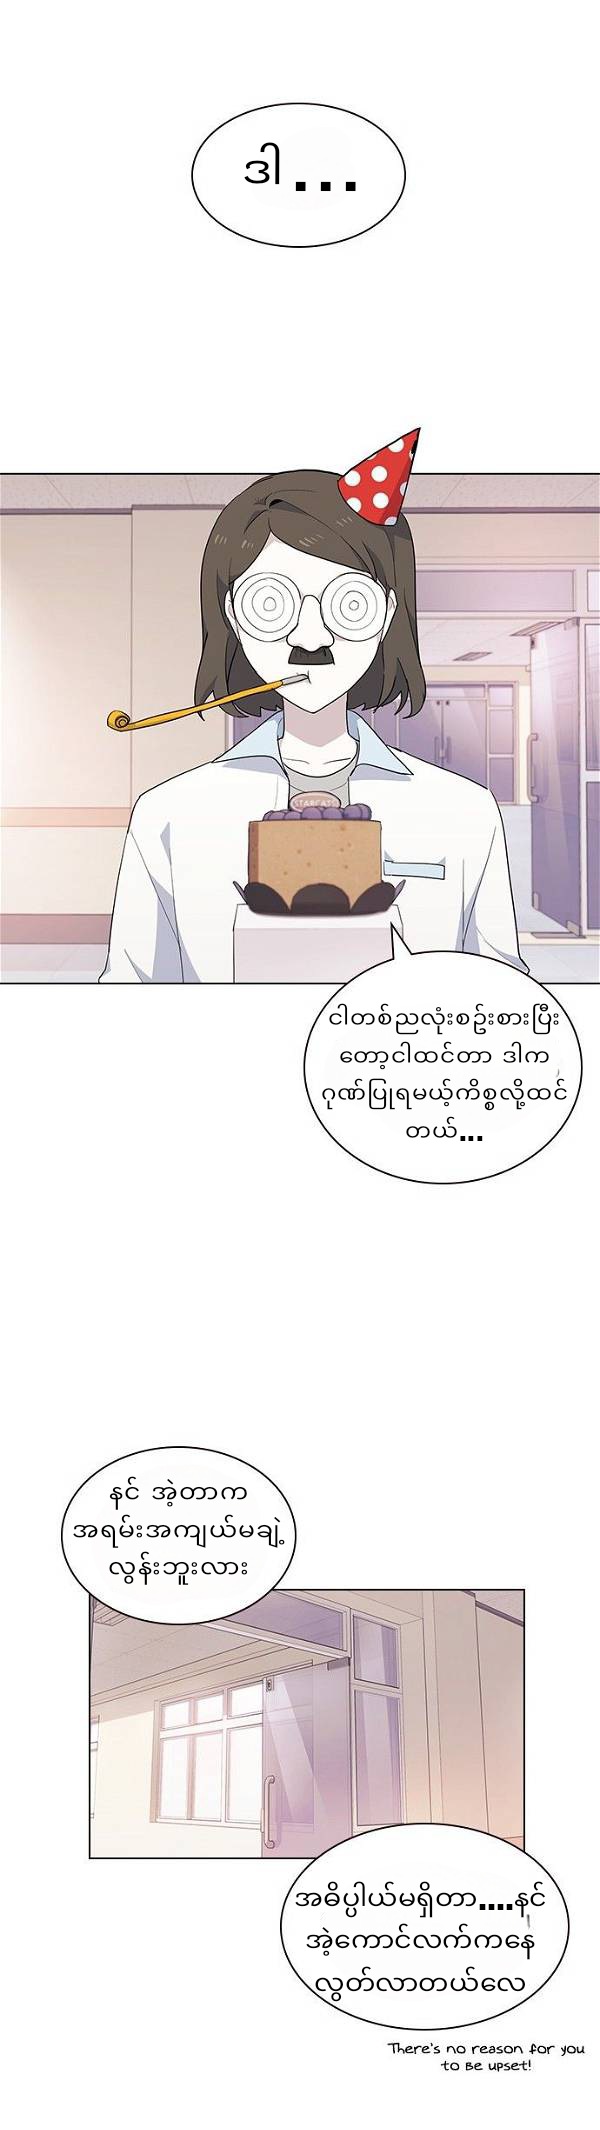 ဒါ...
STARCATS
ငါတစ်ညလုံးစဉ်းစားပြီး
တော့ငါထင်တာ ဒါက
ဂုဏ်ပြုရမယ့်ကိစ္စလို့ထင်
တယ်...
နင် အဲ့တာက
အရမ်းအကျယ်မချဲ့
လွန်းဘူးလား
အဓိပ္ပါယ်မရှိတာ....နင်
အဲ့ကောင်လက်ကနေ
လွတ်လာတယ်လေ
There's no reason for you
to be upset!